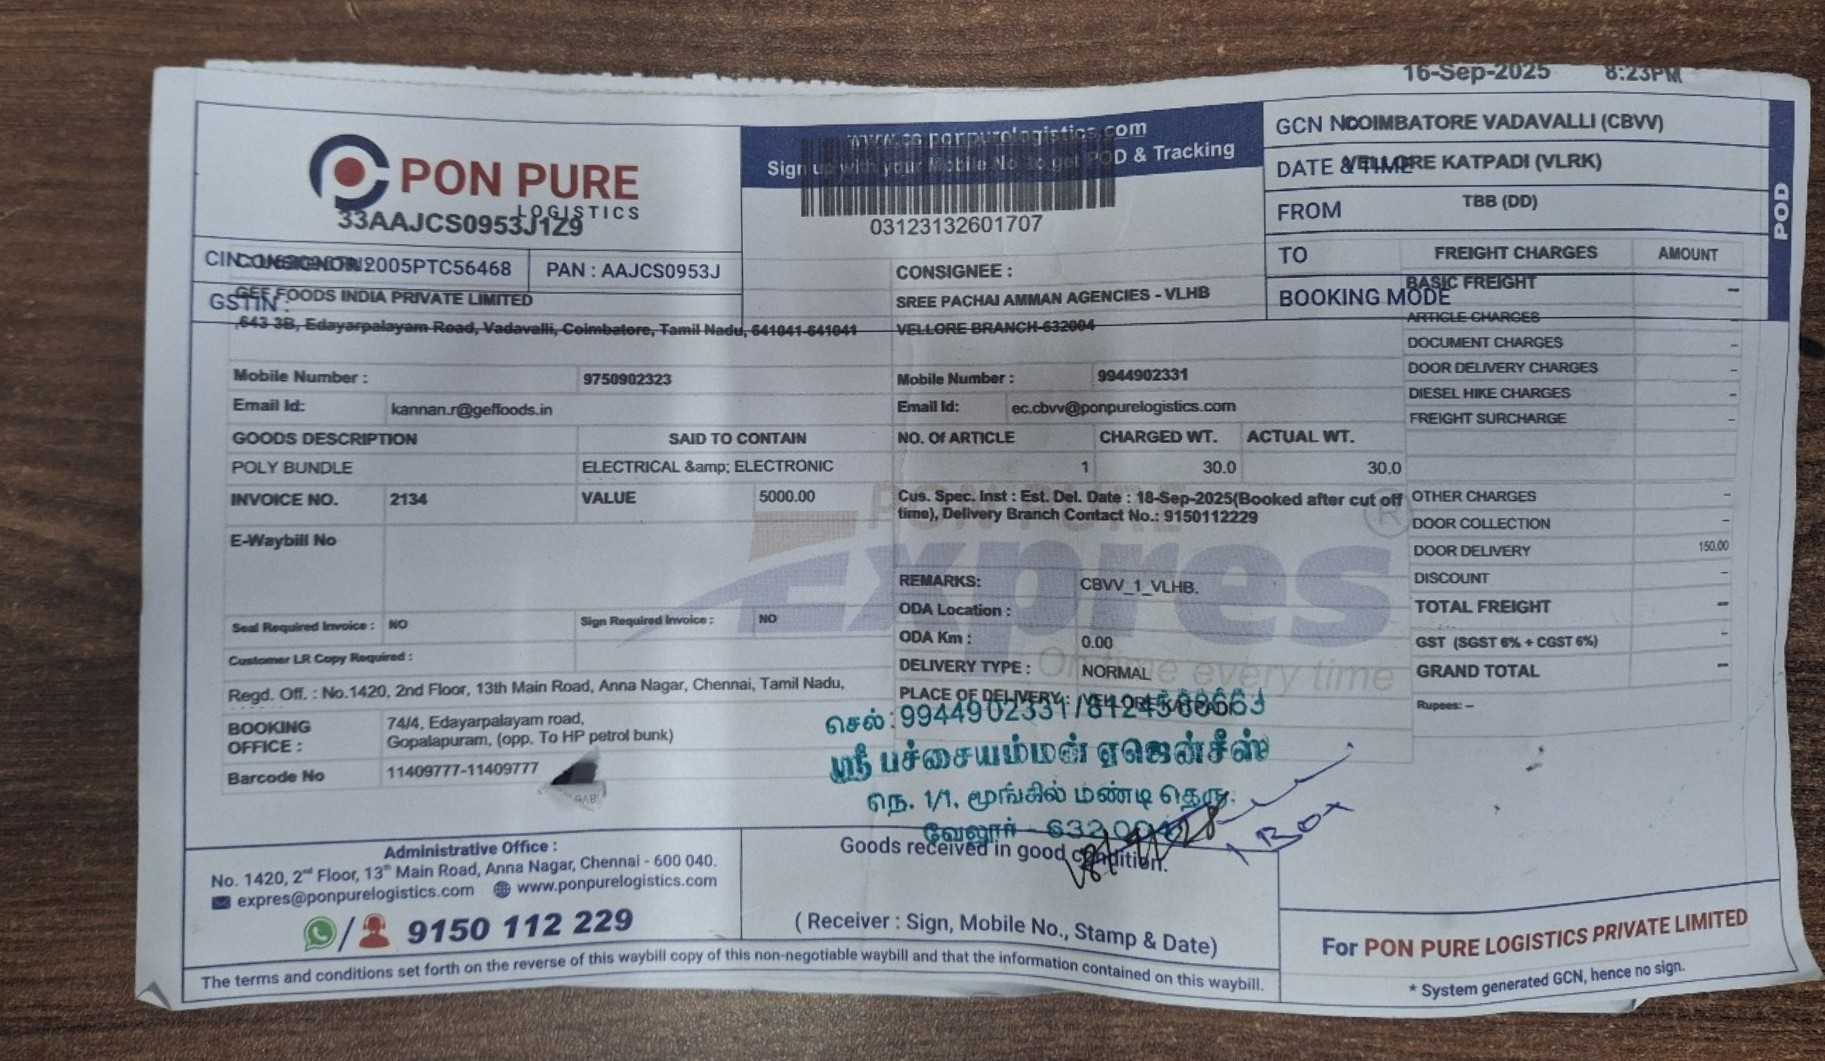 16-Sep-2025 8:23PM
PON PURE
LOGISTICS
33AAJCS0953J1Z9
www.cs.ponpurelogistics.com
Sign up with your Mobile No. to get POD & Tracking
03123132601707
GCN NO
COIMBATORE VADAVALLI (CBVV)
DATE & TIME
VELLORE KATPADI (VLRK)
FROM
TBB (DD)
TO
BOOKING MODE
POD
CIN :
2005PTC56468
PAN : AAJCS0953J
GSTIN :
CONSIGNOR
GEF FOODS INDIA PRIVATE LIMITED
,643 3B, Edayarpalayam Road, Vadavalli, Coimbatore, Tamil Nadu, 641041-641041
CONSIGNEE :
SREE PACHAI AMMAN AGENCIES - VLHB
VELLORE BRANCH-632004
Mobile Number : 9750902323
Mobile Number : 9944902331
Email Id: kannan.r@geffoods.in
Email Id: ec.cbvv@ponpurelogistics.com
GOODS DESCRIPTION SAID TO CONTAIN NO. Of ARTICLE CHARGED WT. ACTUAL WT.
POLY BUNDLE ELECTRICAL &amp; ELECTRONIC 1 30.0 30.0
INVOICE NO. 2134 VALUE 5000.00
Cus. Spec. Inst : Est. Del. Date : 18-Sep-2025(Booked after cut off
time), Delivery Branch Contact No.: 9150112229
E-Waybill No
PON PURE
Expres ®
On time every time
REMARKS: CBVV_1_VLHB.
ODA Location :
ODA Km : 0.00
DELIVERY TYPE : NORMAL
PLACE OF DELIVERY :
Seal Required Invoice : NO Sign Required Invoice : NO
Customer LR Copy Required :
Regd. Off. : No.1420, 2nd Floor, 13th Main Road, Anna Nagar, Chennai, Tamil Nadu,
BOOKING OFFICE :
74/4, Edayarpalayam road,
Gopalapuram, (opp. To HP petrol bunk)
Barcode No 11409777-11409777
FREIGHT CHARGES AMOUNT
BASIC FREIGHT –
ARTICLE CHARGES –
DOCUMENT CHARGES –
DOOR DELIVERY CHARGES –
DIESEL HIKE CHARGES –
FREIGHT SURCHARGE –
OTHER CHARGES –
DOOR COLLECTION –
DOOR DELIVERY 150.00
DISCOUNT –
TOTAL FREIGHT –
GST (SGST 6% + CGST 6%) –
GRAND TOTAL –
Rupees: –
செல்:9944902331/
ஸ்ரீ பச்சையம்மன் ஏஜென்சீஸ்
நெ. 1/1, மூங்கில் மண்டி தெரு,
வேலூர் - 632 004
1 Box
Goods received in good condition.
( Receiver : Sign, Mobile No., Stamp & Date)
Administrative Office :
No. 1420, 2nd Floor, 13th Main Road, Anna Nagar, Chennai - 600 040.
expres@ponpurelogistics.com www.ponpurelogistics.com
/ 9150 112 229
For PON PURE LOGISTICS PRIVATE LIMITED
* System generated GCN, hence no sign.
The terms and conditions set forth on the reverse of this waybill copy of this non-negotiable waybill and that the information contained on this waybill.